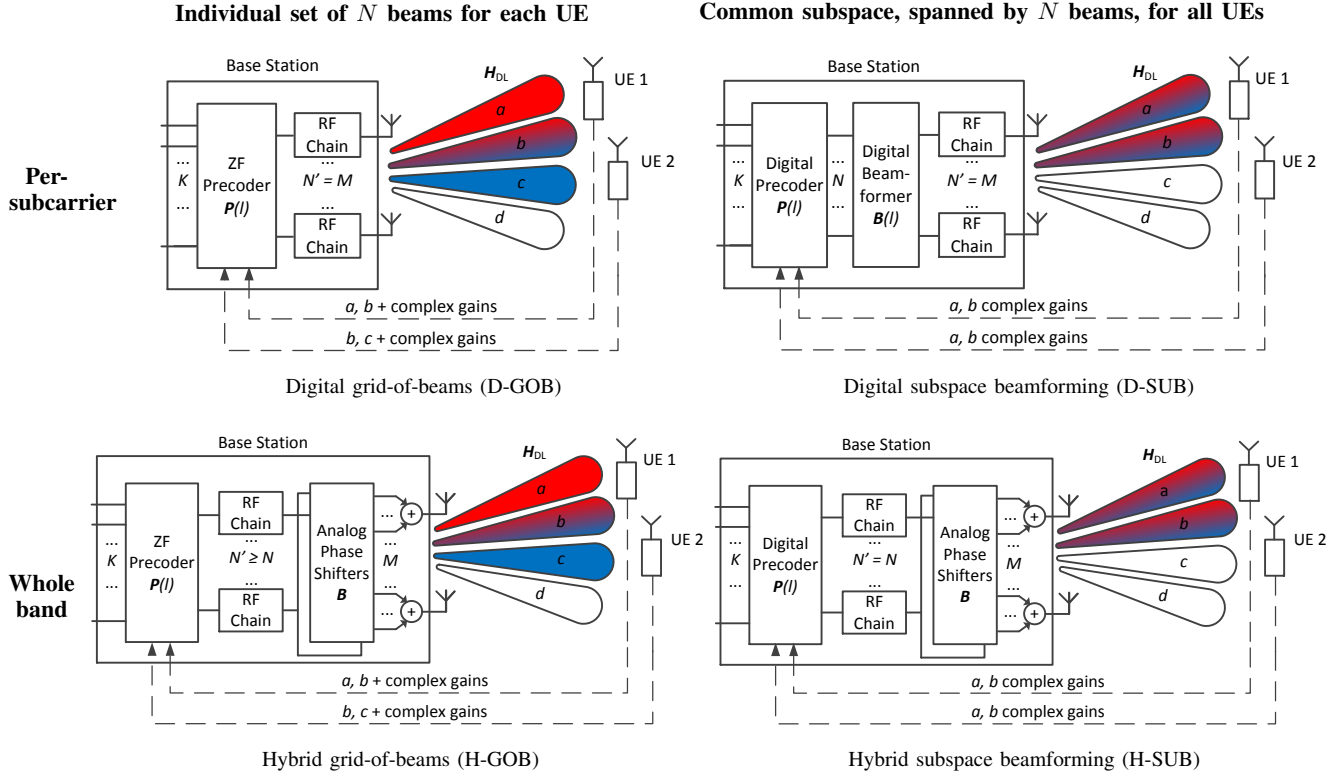 Individual set of N beams for each UE
Common subspace, spanned by N beams, for all UEs
Per-
subcarrier
Base Station
H_DL
UE 1
UE 2
a
b
c
d
K
...
...
ZF
Precoder
P(l)
RF
Chain
...
N' = M
...
RF
Chain
a, b + complex gains
b, c + complex gains
Digital grid-of-beams (D-GOB)
Base Station
H_DL
UE 1
UE 2
a
b
c
d
...
K
...
Digital
Precoder
P(l)
...
N
...
Digital
Beam-
former
B(l)
RF
Chain
...
N' = M
...
RF
Chain
a, b complex gains
a, b complex gains
Digital subspace beamforming (D-SUB)
Whole
band
Base Station
H_DL
UE 1
UE 2
a
b
c
d
...
K
...
ZF
Precoder
P(l)
RF
Chain
...
N' ≥ N
...
RF
Chain
Analog
Phase
Shifters
B
...
+
...
M
...
...
+
a, b + complex gains
b, c + complex gains
Hybrid grid-of-beams (H-GOB)
Base Station
H_DL
UE 1
UE 2
a
b
c
d
...
K
...
Digital
Precoder
P(l)
RF
Chain
...
N' = N
...
RF
Chain
Analog
Phase
Shifters
B
...
+
...
M
...
...
+
a, b complex gains
a, b complex gains
Hybrid subspace beamforming (H-SUB)